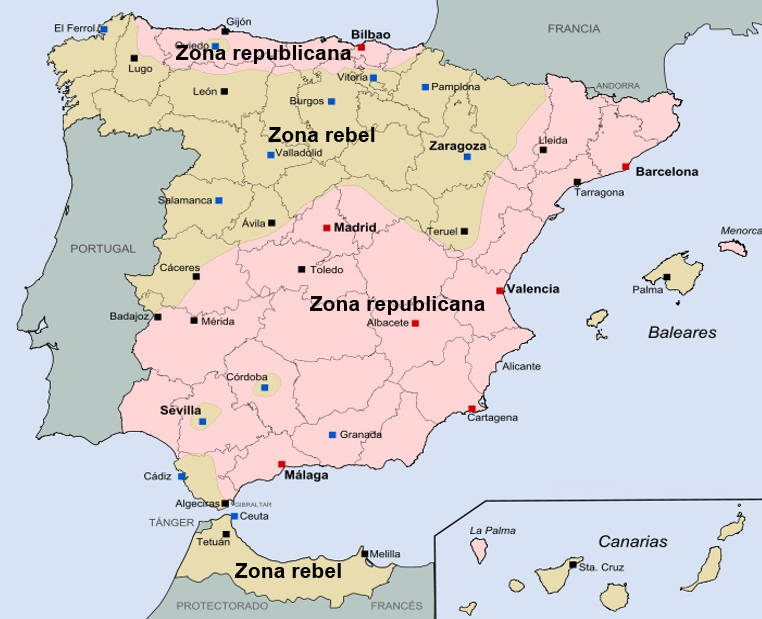 Gijón
El Ferrol
FRANCIA
Bilbao
Oviedo
Zona republicana
Lugo
Vitoria
Pamplona
ANDORRA
León
Burgos
Zona rebel
Lleida
Zaragoza
Valladolid
Barcelona
Tarragona
Salamanca
Ávila
Madrid
Teruel
Menorca
PORTUGAL
Cáceres
Toledo
Palma
Valencia
Zona republicana
Badajoz
Mérida
Albacete
Baleares
Alicante
Córdoba
Sevilla
Cartagena
Granada
Cádiz
Málaga
Algeciras
GIBRALTAR
TÁNGER
Ceuta
La Palma
Tetuán
Canarias
Melilla
Zona rebel
Sta. Cruz
PROTECTORADO
FRANCÉS